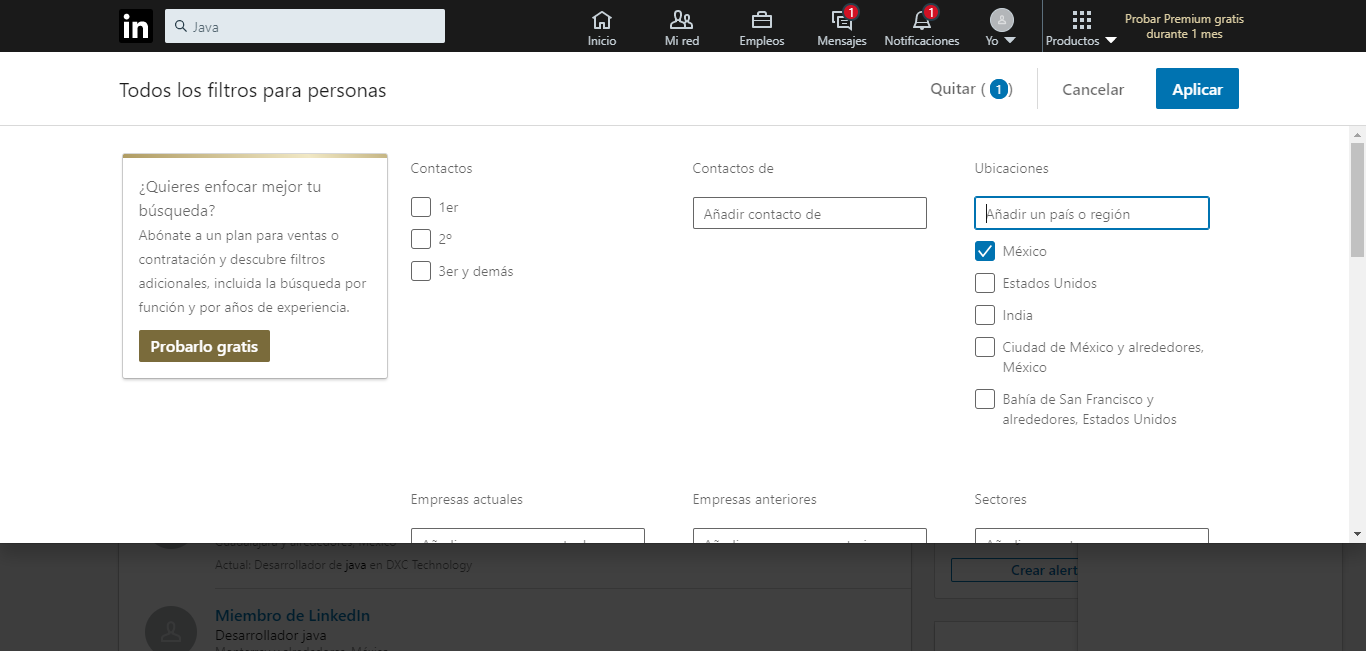 in
Java
Inicio
Mi red
Empleos
1
Mensajes
1
Notificaciones
Yo
Productos
Probar Premium gratis
durante 1 mes
Todos los filtros para personas
Quitar (1)
Cancelar
Aplicar
¿Quieres enfocar mejor tu
búsqueda?
Abónate a un plan para ventas o
contratación y descubre filtros
adicionales, incluida la búsqueda por
función y por años de experiencia.
Probarlo gratis
Contactos
1er
2º
3er y demás
Contactos de
Añadir contacto de
Ubicaciones
Añadir un país o región
México
Estados Unidos
India
Ciudad de México y alrededores,
México
Bahía de San Francisco y
alrededores, Estados Unidos
Empresas actuales
Empresas anteriores
Sectores
Actual: Desarrollador de java en DXC Technology
Crear alert
Miembro de LinkedIn
Desarrollador java